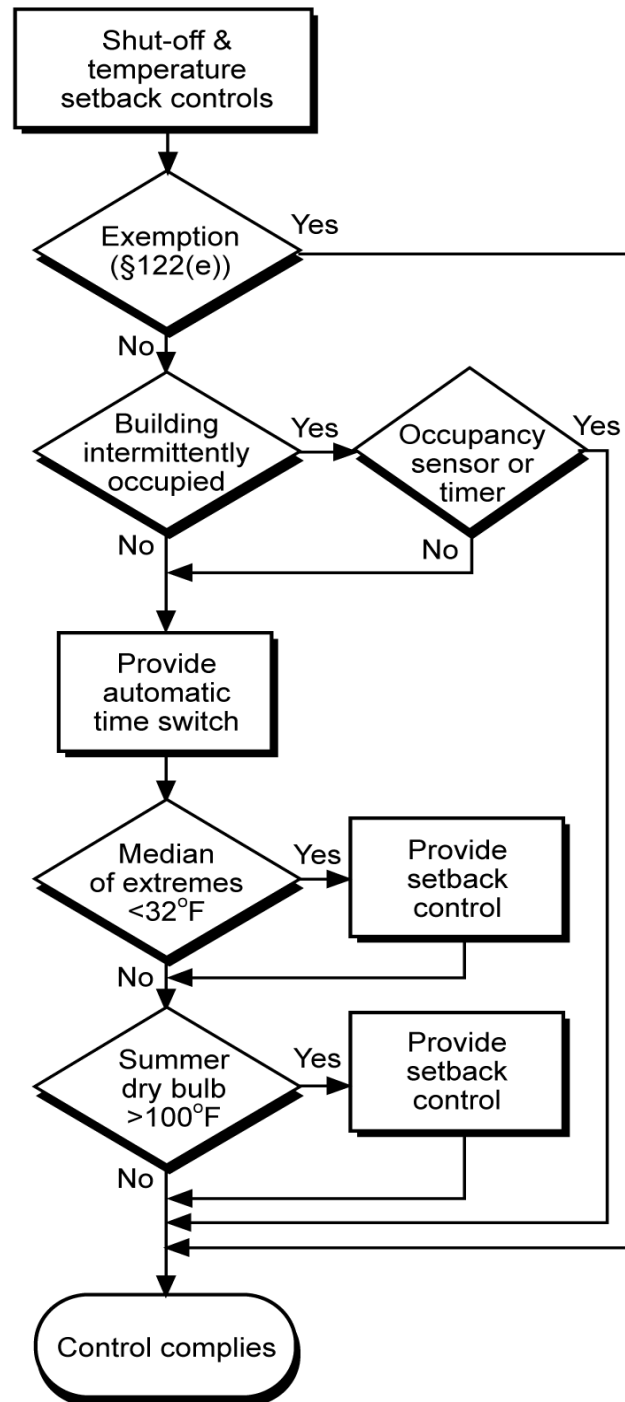 Shut-off &
temperature
setback controls
Exemption
(§122(e))
Yes
No
Building
intermittently
occupied
Yes
Occupancy
sensor or
timer
Yes
No
No
Provide
automatic
time switch
Median
of extremes
<32°F
Yes
Provide
setback
control
No
Summer
dry bulb
>100°F
Yes
Provide
setback
control
No
Control complies